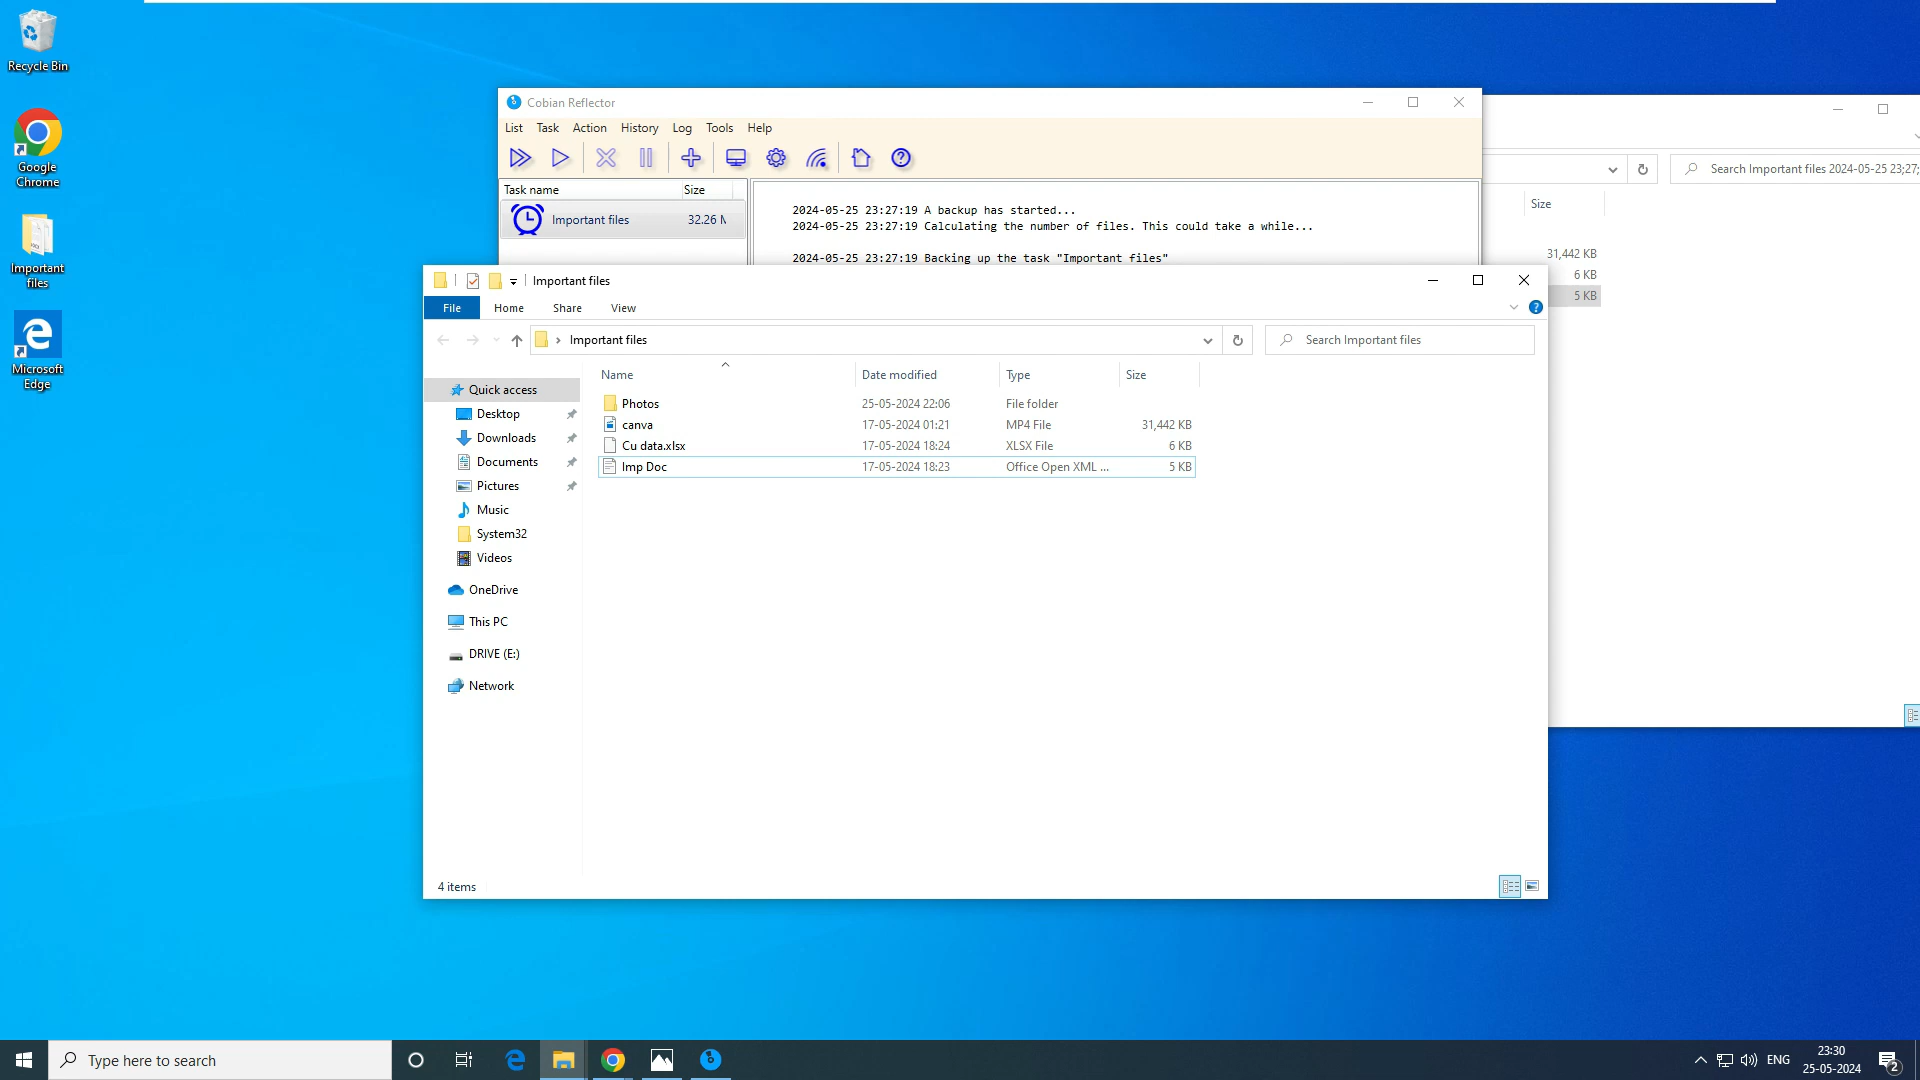 Recycle Bin
Google
Chrome
Important
files
Microsoft
Edge
Cobian Reflector
List Task Action History Log Tools Help
Task name Size
Important files 32.26 M
2024-05-25 23:27:19 A backup has started...
2024-05-25 23:27:19 Calculating the number of files. This could take a while...
2024-05-25 23:27:19 Backing up the task "Important files"
Search Important files 2024-05-25 23;27;
Size
31,442 KB
6 KB
5 KB
Important files
File Home Share View
Important files
Search Important files
Name Date modified Type Size
Photos 25-05-2024 22:06 File folder
canva 17-05-2024 01:21 MP4 File 31,442 KB
Cu data.xlsx 17-05-2024 18:24 XLSX File 6 KB
Imp Doc 17-05-2024 18:23 Office Open XML ... 5 KB
Quick access
Desktop
Downloads
Documents
Pictures
Music
System32
Videos
OneDrive
This PC
DRIVE (E:)
Network
4 items
Type here to search
ENG
23:30
25-05-2024
2